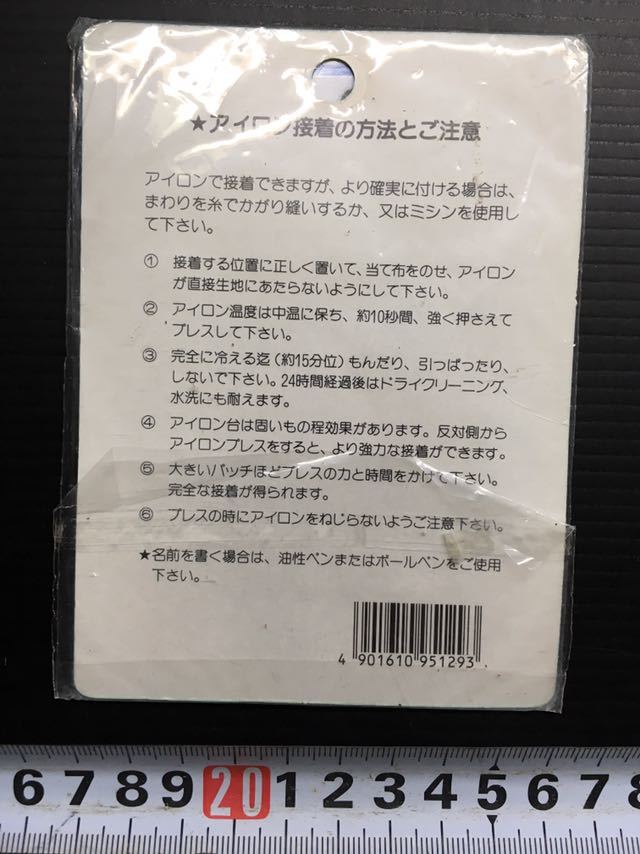 ★アイロン接着の方法とご注意
アイロンで接着できますが、より確実に付ける場合は、
まわりを糸でかがり縫いするか、又はミシンを使用し
て下さい。
① 接着する位置に正しく置いて、当て布をのせ、アイロン
が直接生地にあたらないようにして下さい。
② アイロン温度は中温に保ち、約10秒間、強く押さえて
プレスして下さい。
③ 完全に冷える迄(約15分位)もんだり、引っぱったり、
しないで下さい。24時間経過後はドライクリーニング、
水洗にも耐えます。
④ アイロン台は固いもの程効果があります。反対側から
アイロンプレスをすると、より強力な接着ができます。
⑤ 大きいパッチほどプレスの力と時間をかけて下さい。
完全な接着が得られます。
⑥ プレスの時にアイロンをねじらないようご注意下さい。
★名前を書く場合は、油性ペンまたはボールペンをご使用
下さい。
4 901610 951293
6 7 8 9 20 1 2 3 4 5 6 7 8